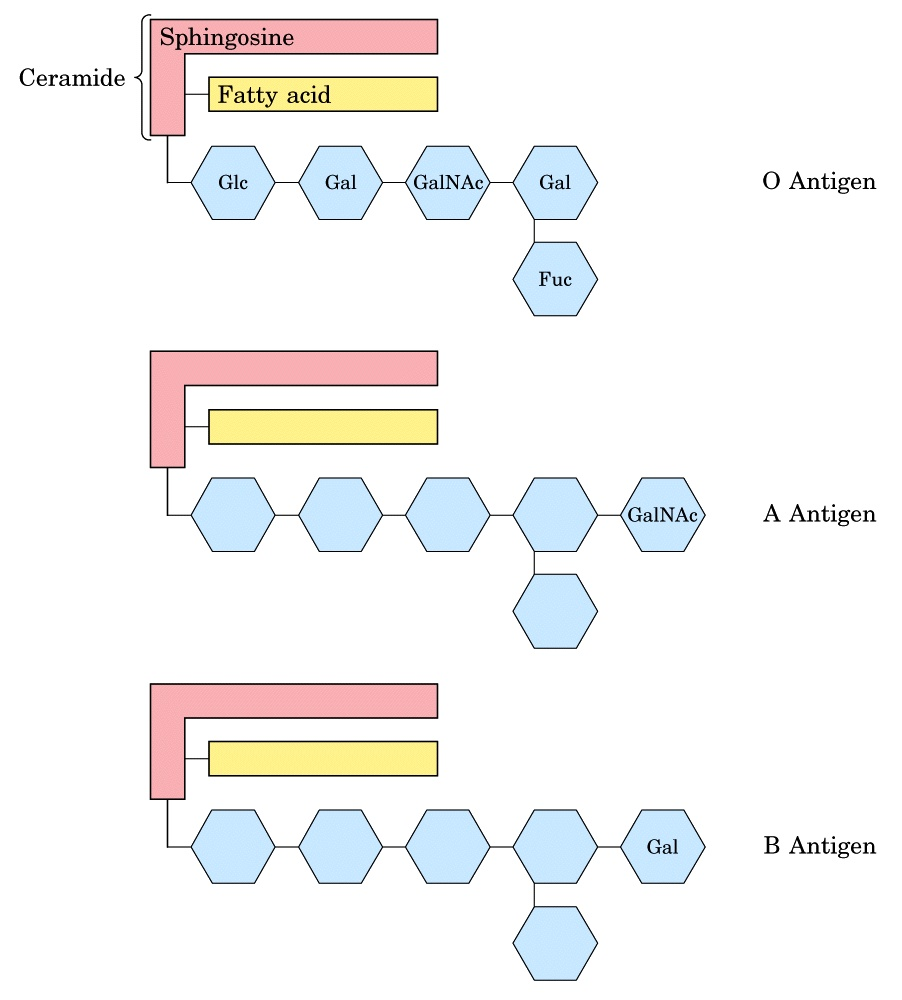 Sphingosine
Ceramide
Fatty acid
Glc Gal GalNAc Gal O Antigen
Fuc
GalNAc A Antigen
Gal B Antigen